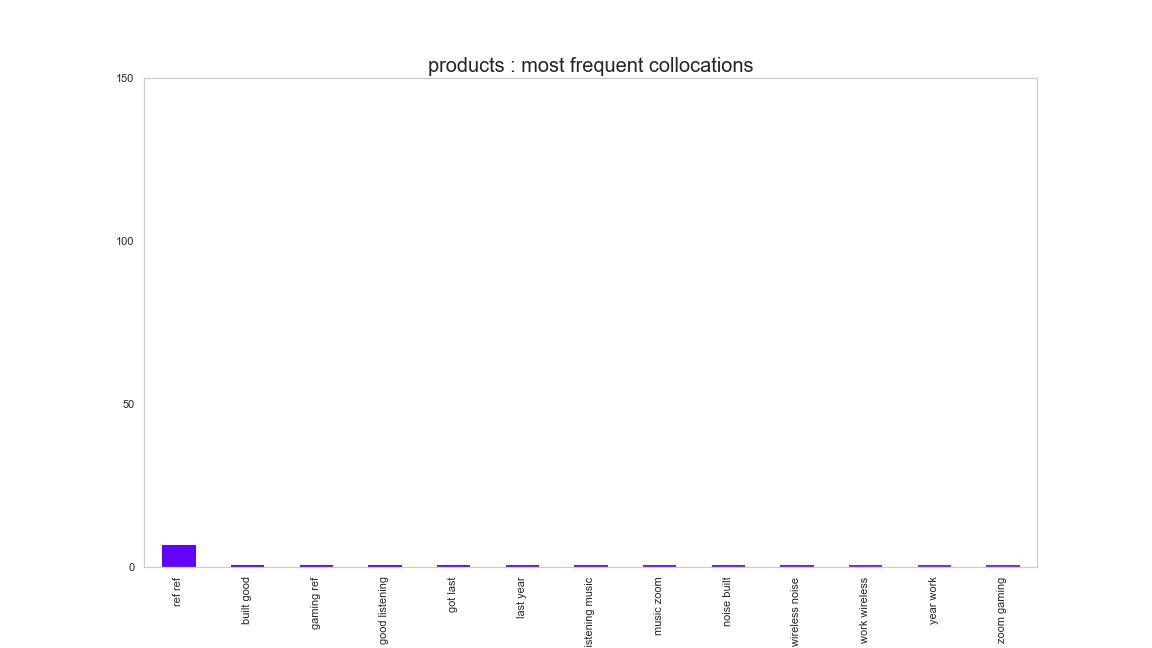 products : most frequent collocations
150
100
50
0
ref ref
built good
gaming ref
good listening
got last
last year
istening music
music zoom
noise built
wireless noise
work wireless
year work
zoom gaming